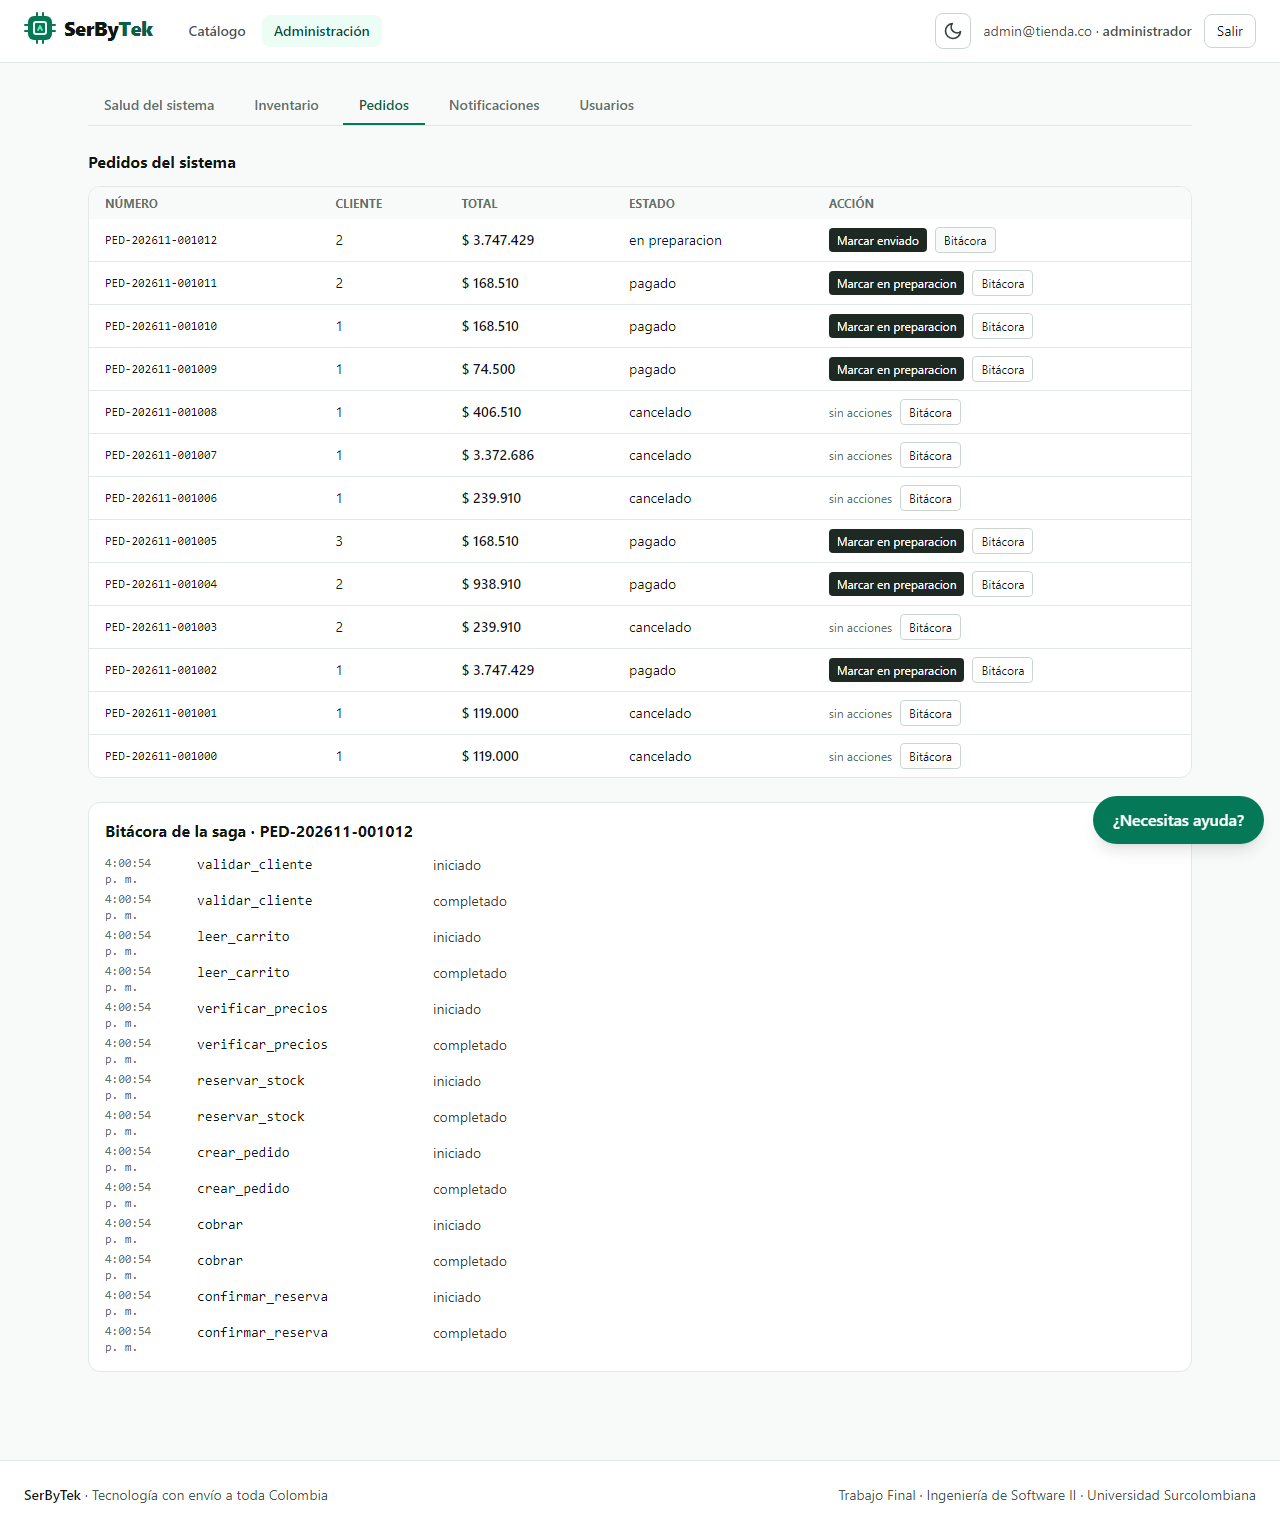 SerByTek Catálogo Administración admin@tienda.co · administrador Salir
Salud del sistema Inventario Pedidos Notificaciones Usuarios
Pedidos del sistema
NÚMERO CLIENTE TOTAL ESTADO ACCIÓN
PED-202611-001012 2 $ 3.747.429 en preparacion Marcar enviado Bitácora
PED-202611-001011 2 $ 168.510 pagado Marcar en preparacion Bitácora
PED-202611-001010 1 $ 168.510 pagado Marcar en preparacion Bitácora
PED-202611-001009 1 $ 74.500 pagado Marcar en preparacion Bitácora
PED-202611-001008 1 $ 406.510 cancelado sin acciones Bitácora
PED-202611-001007 1 $ 3.372.686 cancelado sin acciones Bitácora
PED-202611-001006 1 $ 239.910 cancelado sin acciones Bitácora
PED-202611-001005 3 $ 168.510 pagado Marcar en preparacion Bitácora
PED-202611-001004 2 $ 938.910 pagado Marcar en preparacion Bitácora
PED-202611-001003 2 $ 239.910 cancelado sin acciones Bitácora
PED-202611-001002 1 $ 3.747.429 pagado Marcar en preparacion Bitácora
PED-202611-001001 1 $ 119.000 cancelado sin acciones Bitácora
PED-202611-001000 1 $ 119.000 cancelado sin acciones Bitácora
¿Necesitas ayuda?
Bitácora de la saga · PED-202611-001012
4:00:54 p. m. validar_cliente iniciado
4:00:54 p. m. validar_cliente completado
4:00:54 p. m. leer_carrito iniciado
4:00:54 p. m. leer_carrito completado
4:00:54 p. m. verificar_precios iniciado
4:00:54 p. m. verificar_precios completado
4:00:54 p. m. reservar_stock iniciado
4:00:54 p. m. reservar_stock completado
4:00:54 p. m. crear_pedido iniciado
4:00:54 p. m. crear_pedido completado
4:00:54 p. m. cobrar iniciado
4:00:54 p. m. cobrar completado
4:00:54 p. m. confirmar_reserva iniciado
4:00:54 p. m. confirmar_reserva completado
SerByTek · Tecnología con envío a toda Colombia Trabajo Final · Ingeniería de Software II · Universidad Surcolombiana